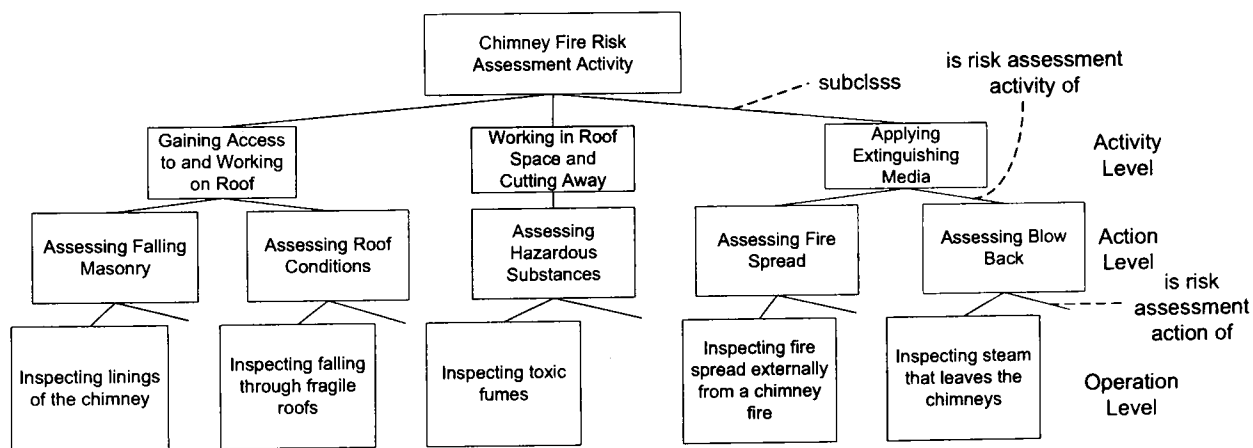 Chimney Fire Risk
Assessment Activity
subclsss
is risk assessment
activity of
Gaining Access
to and Working
on Roof
Working in Roof
Space and
Cutting Away
Applying
Extinguishing
Media
Activity
Level
Assessing Falling
Masonry
Assessing Roof
Conditions
Assessing
Hazardous
Substances
Assessing Fire
Spread
Assessing Blow
Back
Action
Level
is risk
assessment
action of
Inspecting linings
of the chimney
Inspecting falling
through fragile
roofs
Inspecting toxic
fumes
Inspecting fire
spread externally
from a chimney
fire
Inspecting steam
that leaves the
chimneys
Operation
Level